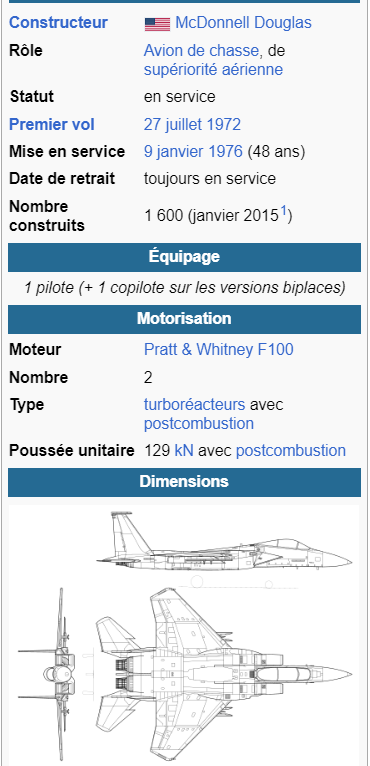 Constructeur McDonnell Douglas
Rôle Avion de chasse, de
supériorité aérienne
Statut en service
Premier vol 27 juillet 1972
Mise en service 9 janvier 1976 (48 ans)
Date de retrait toujours en service
Nombre
construits 1 600 (janvier 2015¹)
Équipage
1 pilote (+ 1 copilote sur les versions biplaces)
Motorisation
Moteur Pratt & Whitney F100
Nombre 2
Type turboréacteurs avec
postcombustion
Poussée unitaire 129 kN avec postcombustion
Dimensions